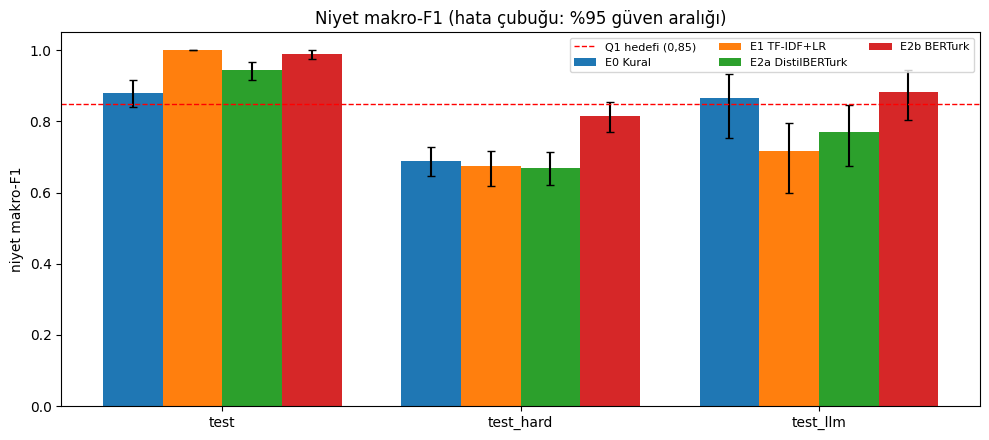 Niyet makro-F1 (hata çubuğu: %95 güven aralığı)
Q1 hedefi (0,85)
E0 Kural
E1 TF-IDF+LR
E2a DistilBERTurk
E2b BERTurk
niyet makro-F1
1.0
0.8
0.6
0.4
0.2
0.0
test
test_hard
test_llm